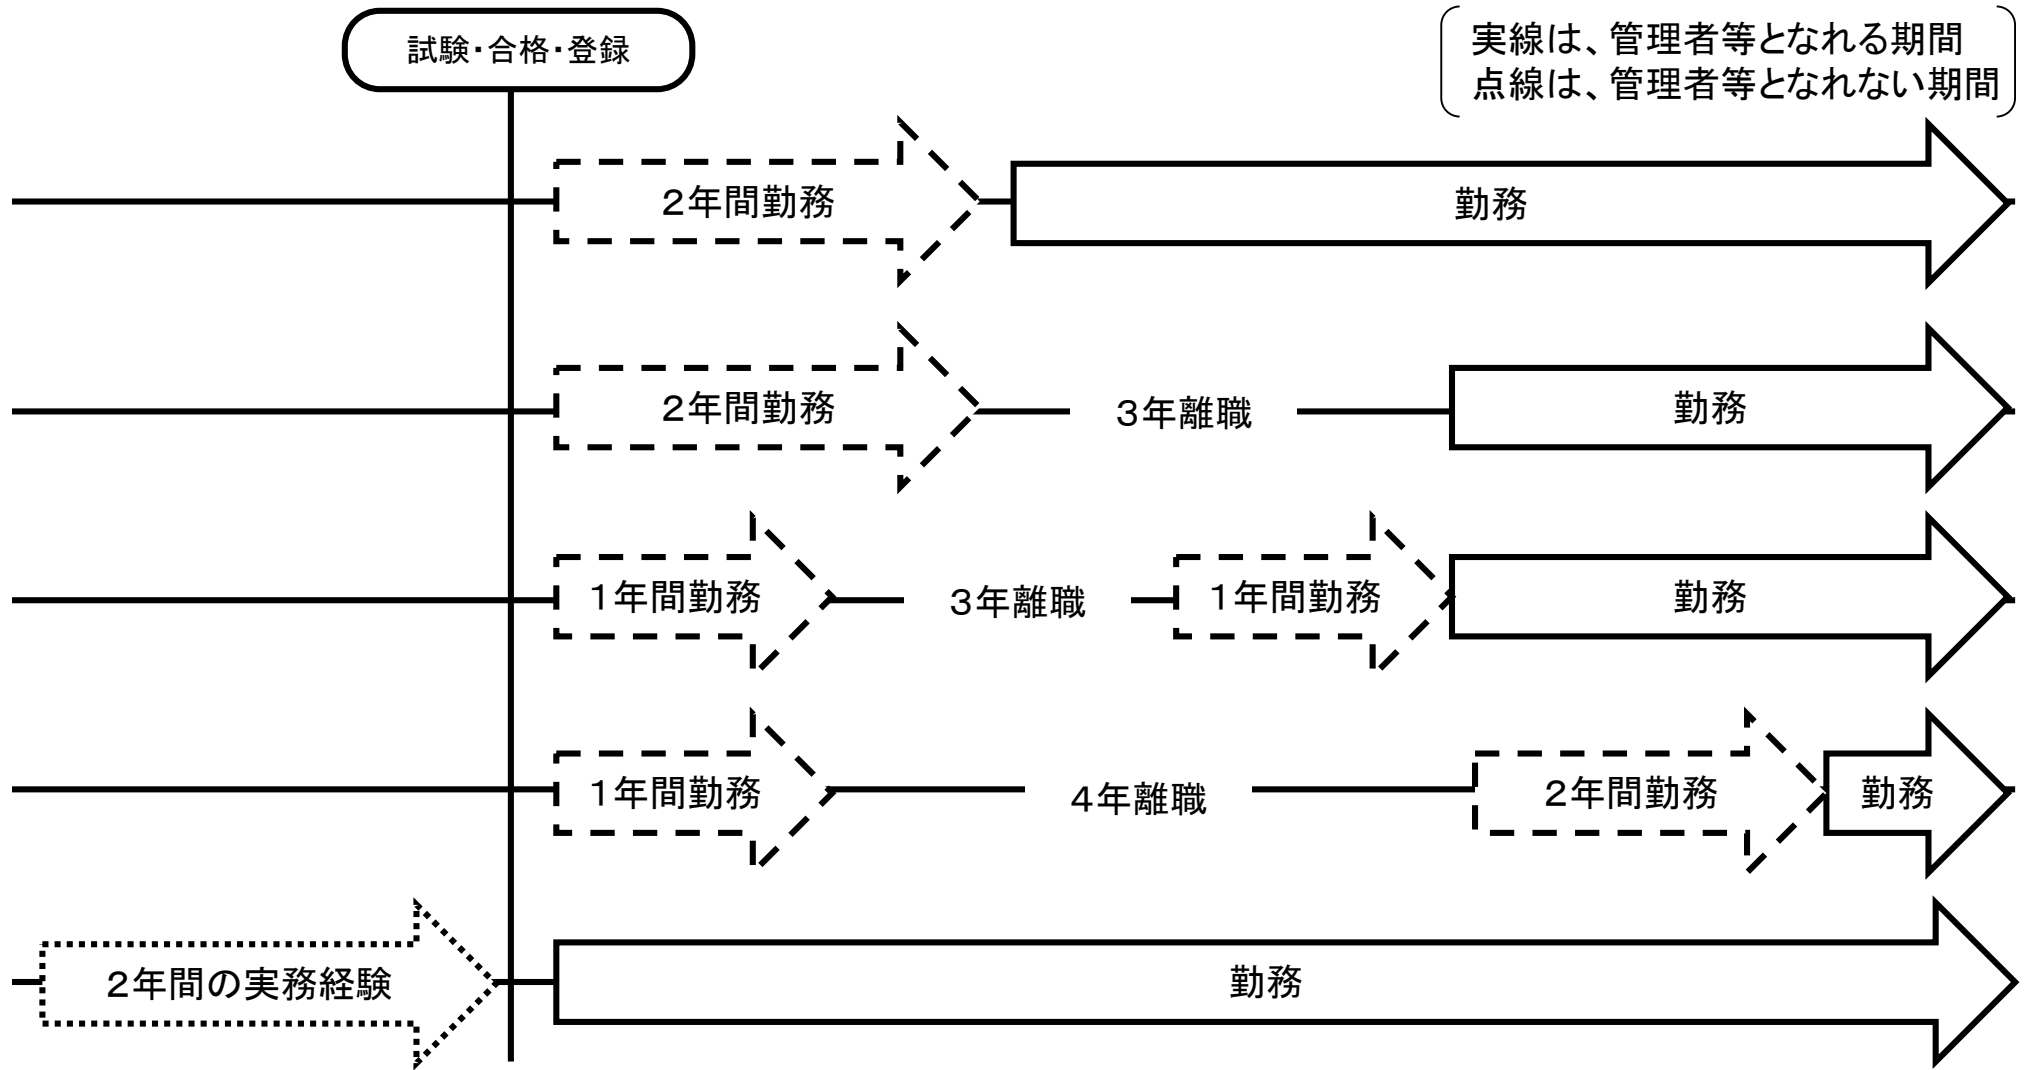 試験・合格・登録
実線は、管理者等となれる期間
点線は、管理者等となれない期間
２年間勤務
勤務
２年間勤務
３年離職
勤務
１年間勤務
３年離職
１年間勤務
勤務
１年間勤務
４年離職
２年間勤務
勤務
２年間の実務経験
勤務